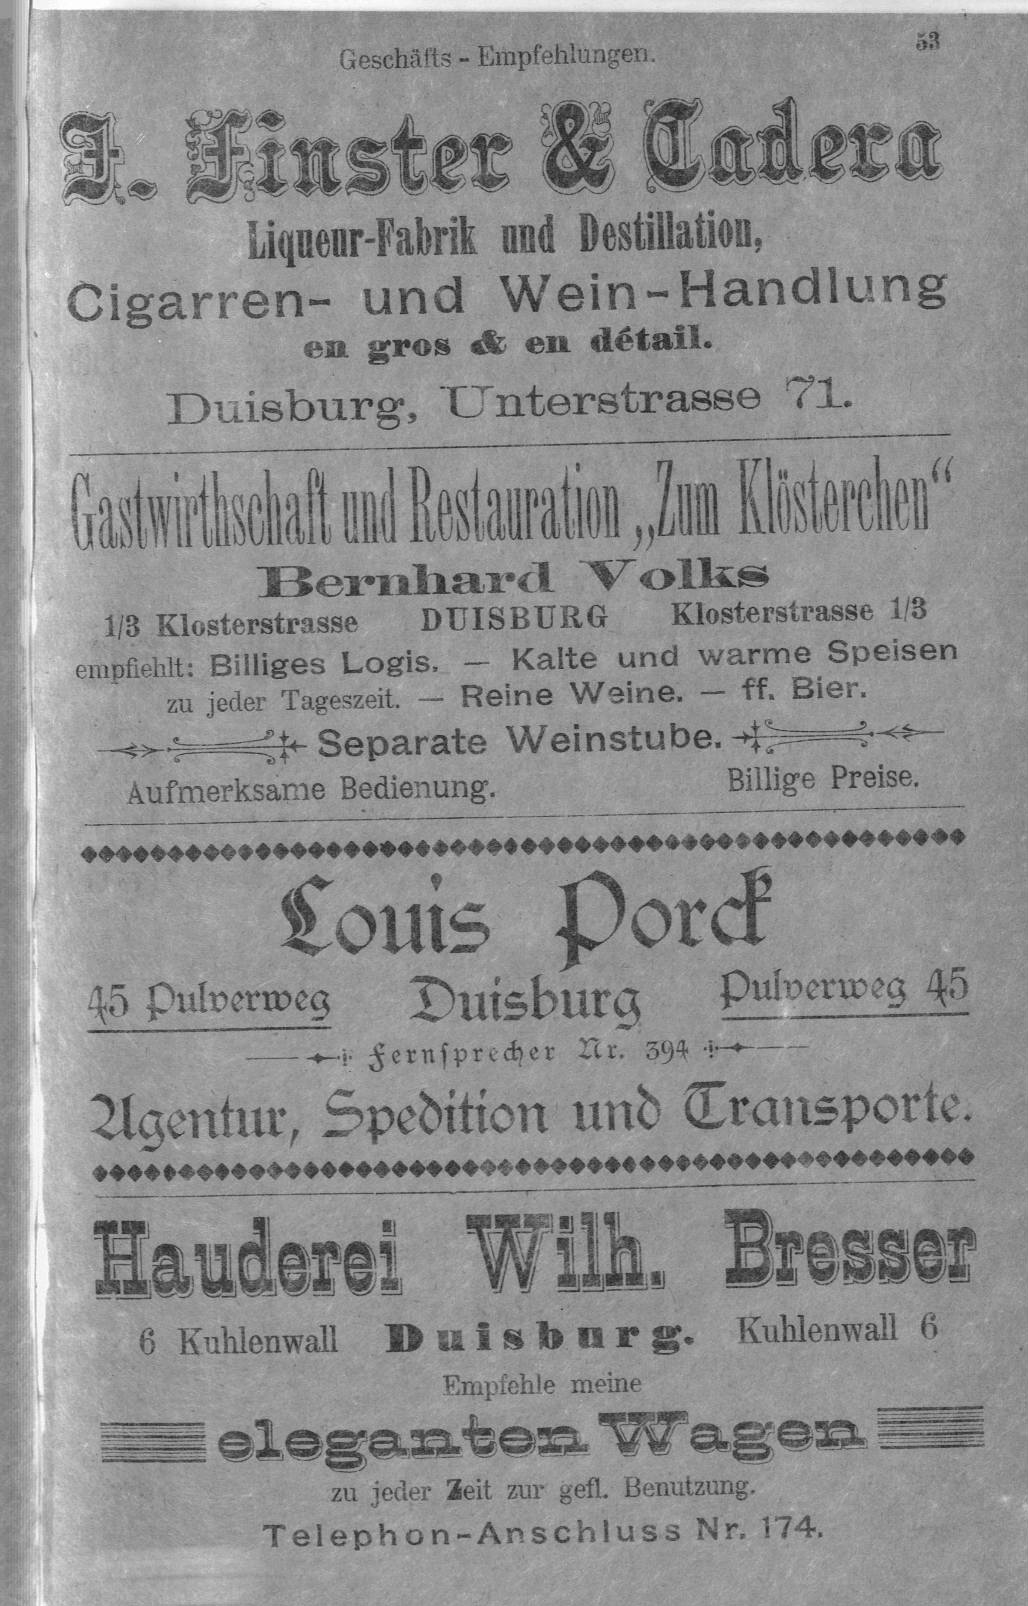 Geschäfts - Empfehlungen. 53
J. Finster & Cadera
Liqueur-Fabrik und Destillation,
Cigarren- und Wein-Handlung
en gros & en détail.
Duisburg, Unterstrasse 71.
Gastwirthschaft und Restauration „Zum Klösterchen“
Bernhard Volks
1/3 Klosterstrasse DUISBURG Klosterstrasse 1/3
empfiehlt: Billiges Logis. — Kalte und warme Speisen
zu jeder Tageszeit. — Reine Weine. — ff. Bier.
Separate Weinstube.
Aufmerksame Bedienung. Billige Preise.
Louis Porck
45 Pulverweg Duisburg Pulverweg 45
Fernsprecher Nr. 394
Agentur, Spedition und Transporte.
Hauderei Wilh. Bresser
6 Kuhlenwall Duisburg. Kuhlenwall 6
Empfehle meine
eleganten Wagen
zu jeder Zeit zur gefl. Benutzung.
Telephon-Anschluss Nr. 174.